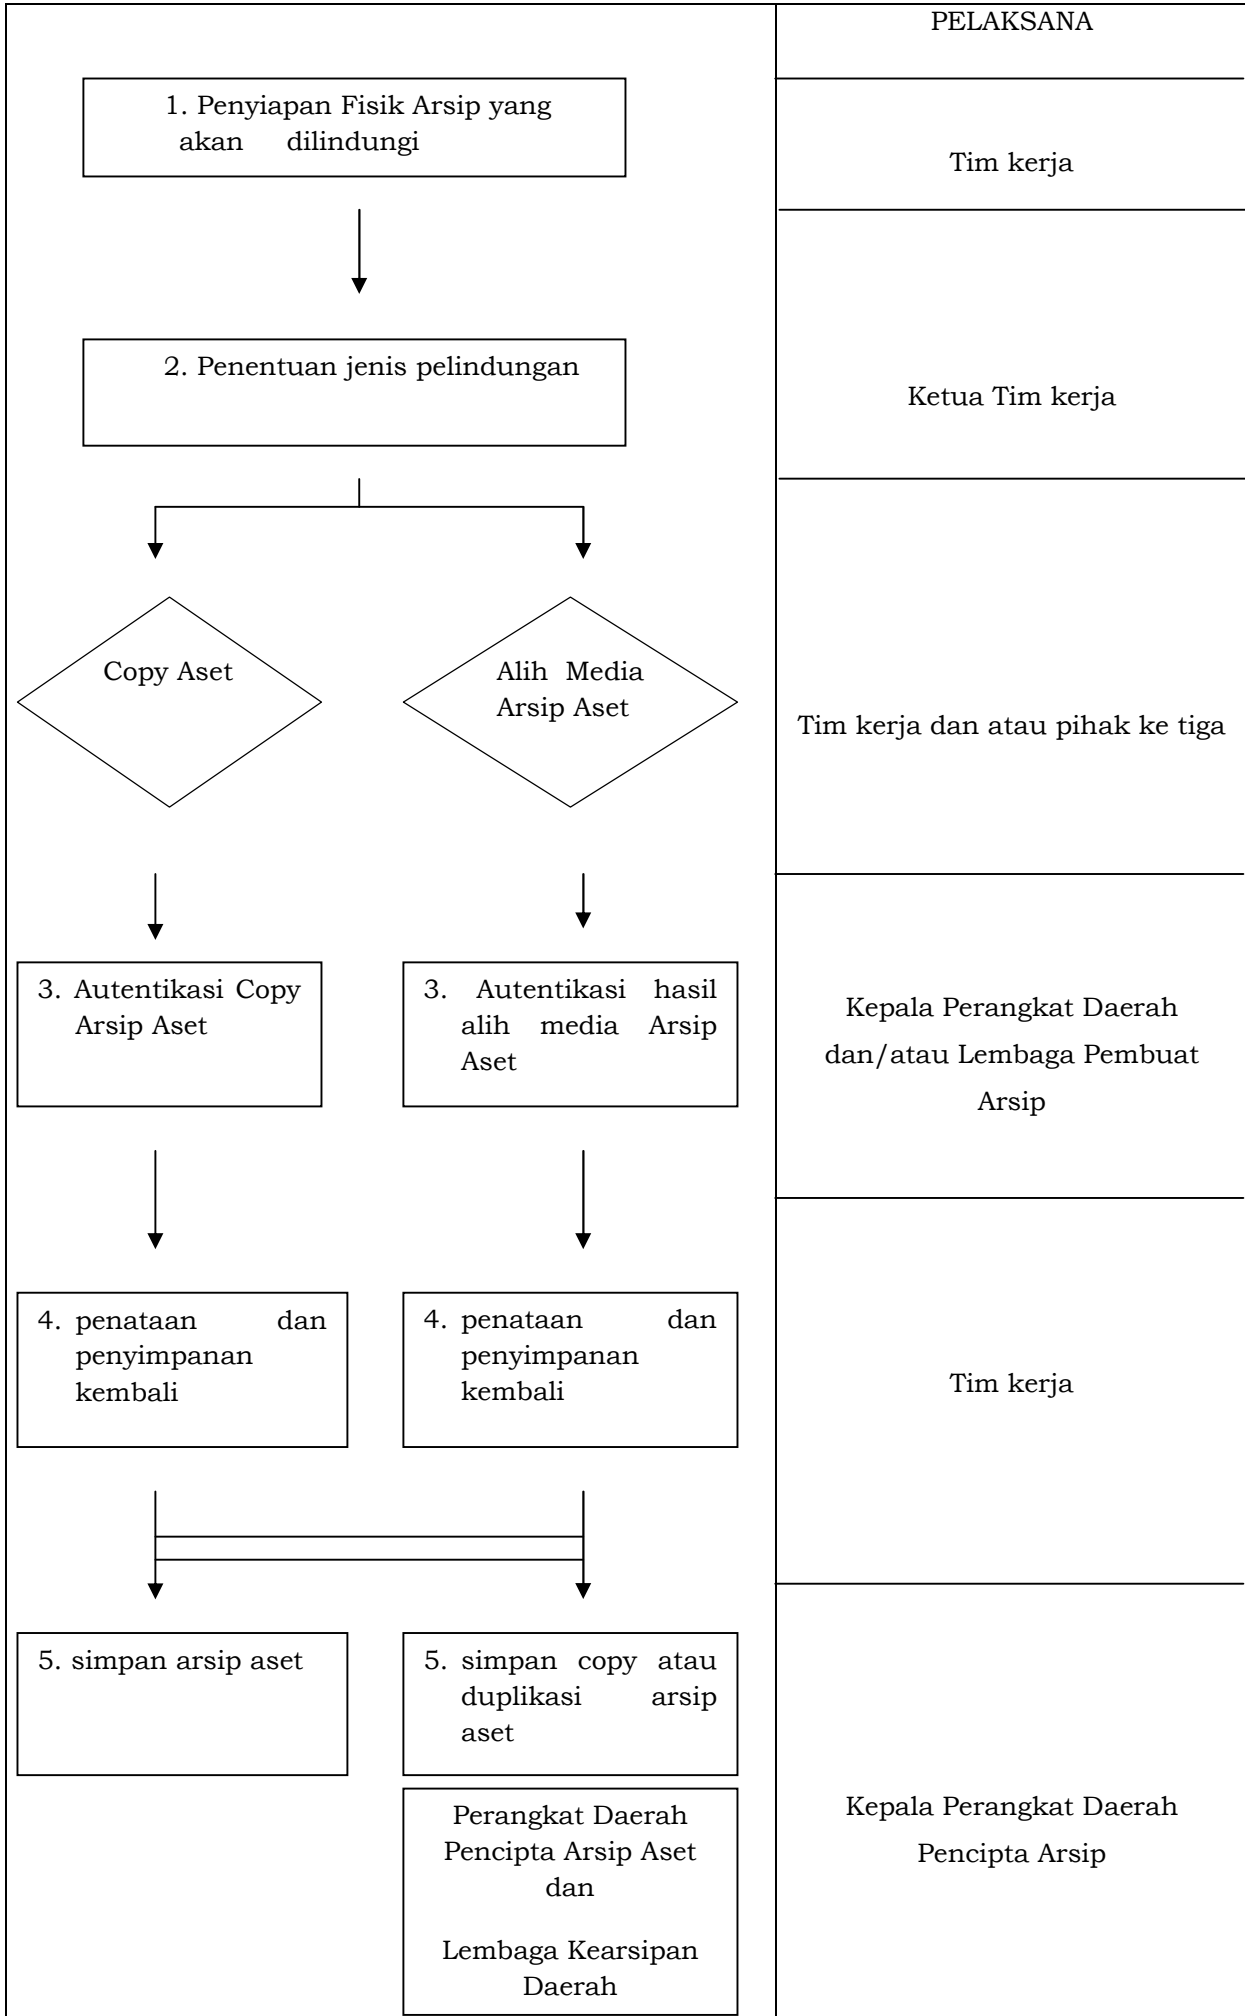 PELAKSANA
1. Penyiapan Fisik Arsip yang
akan dilindungi
Tim kerja
2. Penentuan jenis pelindungan
Ketua Tim kerja
Copy Aset
Alih Media
Arsip Aset
Tim kerja dan atau pihak ke tiga
3. Autentikasi Copy
Arsip Aset
3. Autentikasi hasil
alih media Arsip
Aset
Kepala Perangkat Daerah
dan/atau Lembaga Pembuat
Arsip
4. penataan dan
penyimpanan
kembali
4. penataan dan
penyimpanan
kembali
Tim kerja
5. simpan arsip aset
5. simpan copy atau
duplikasi arsip
aset
Perangkat Daerah
Pencipta Arsip Aset
dan
Lembaga Kearsipan
Daerah
Kepala Perangkat Daerah
Pencipta Arsip